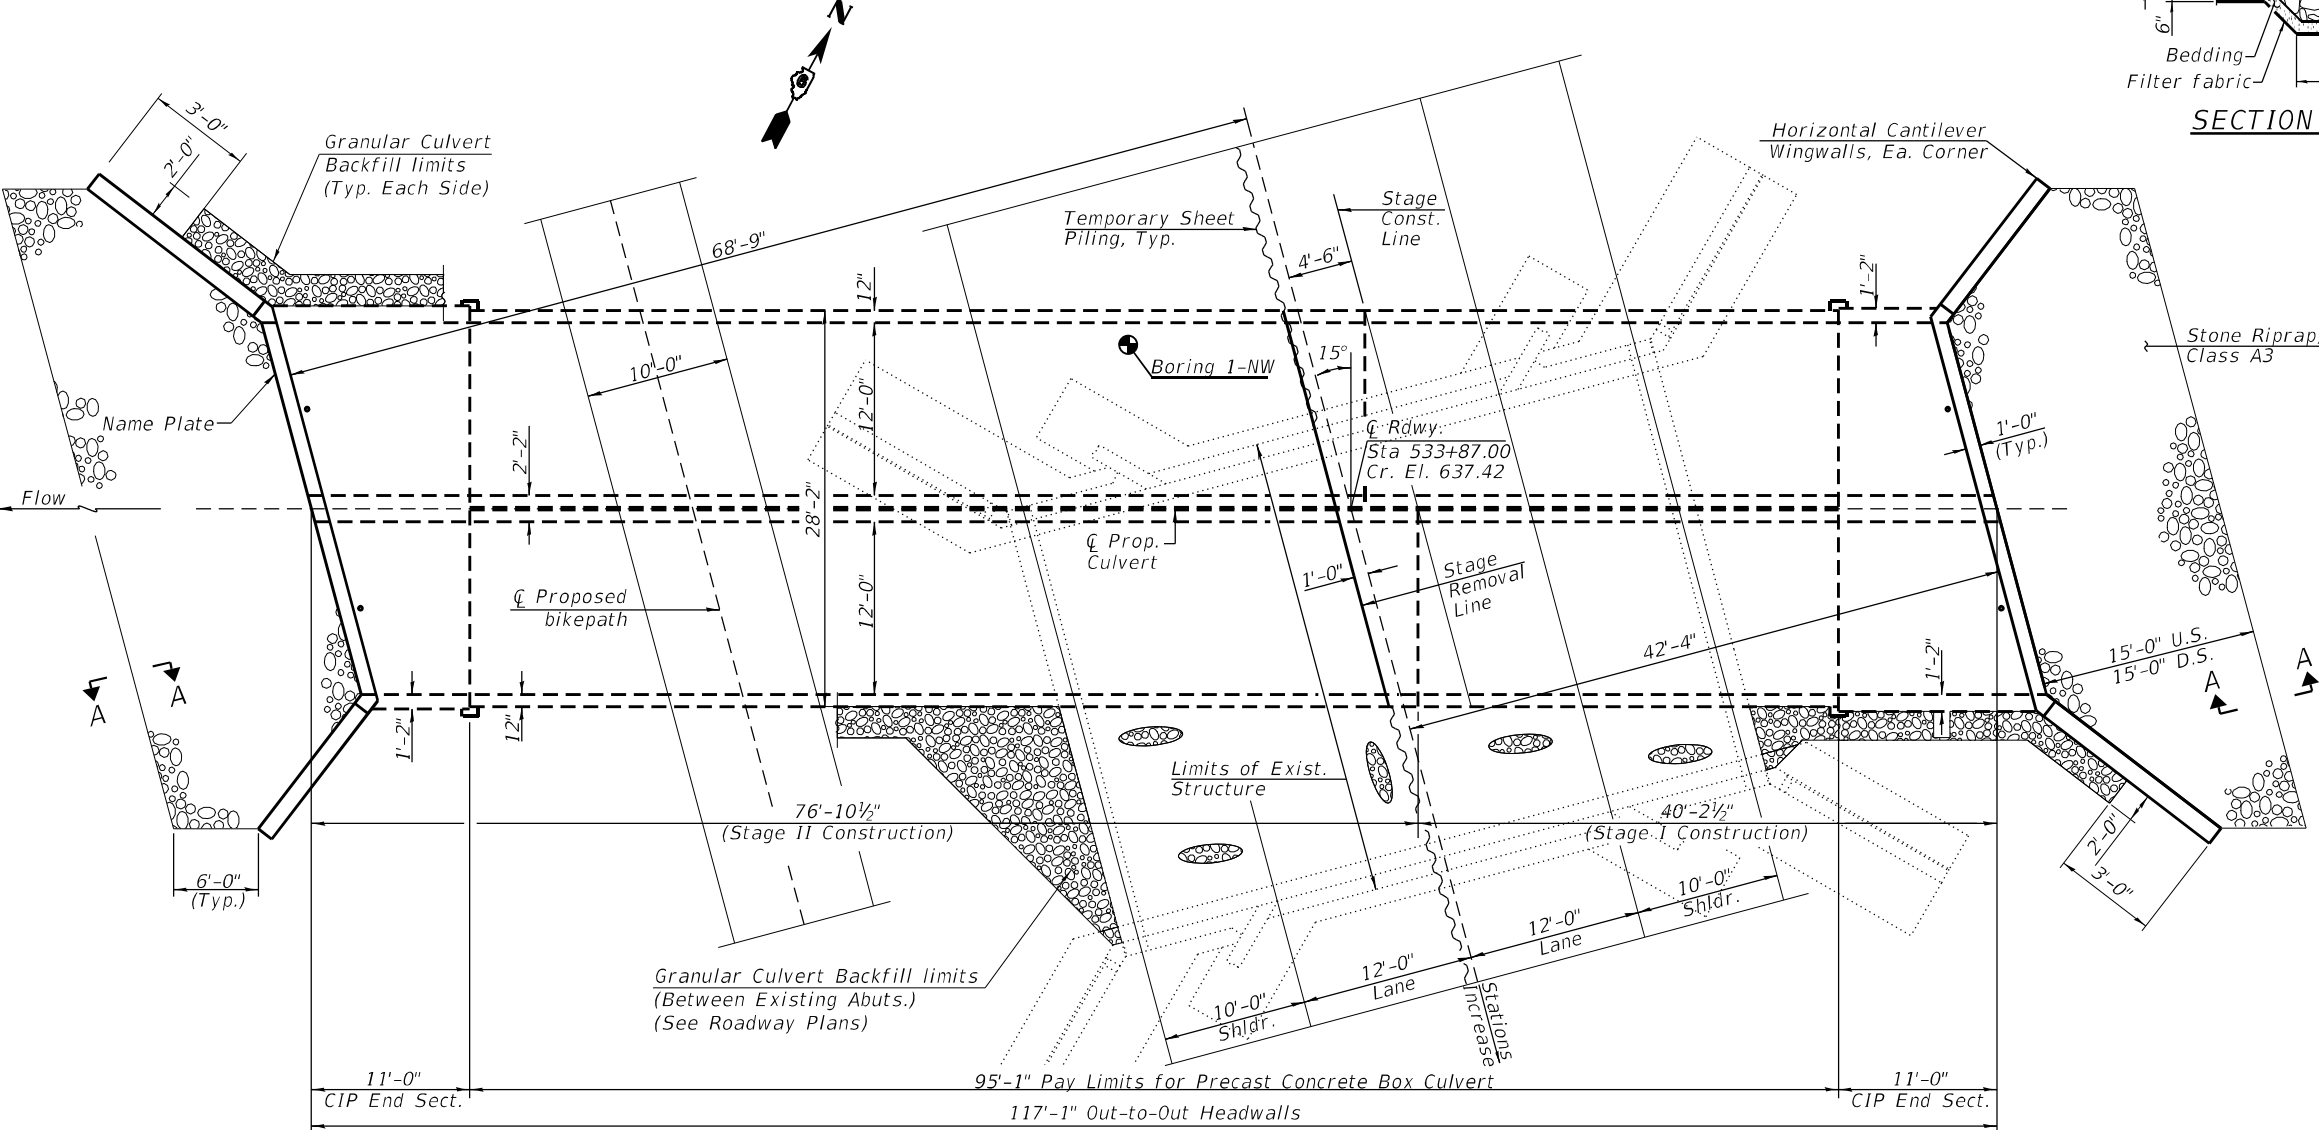 N
6"
Bedding
Filter fabric
SECTION
3'-0"
2'-0"
Granular Culvert
Backfill limits
(Typ. Each Side)
Horizontal Cantilever
Wingwalls, Ea. Corner
Stage
Const.
Line
Temporary Sheet
Piling, Typ.
68'-9"
4'-6"
12"
1'-2"
Stone Riprap,
Class A3
15°
Boring 1-NW
10'-0"
12'-0"
Name Plate
℄ Rdwy.
Sta 533+87.00
Cr. El. 637.42
1'-0"
(Typ.)
2'-2"
28'-2"
Flow
℄ Prop.
Culvert
1'-0"
Stage
Removal
Line
℄ Proposed
bikepath
12'-0"
42'-4"
15'-0" U.S.
15'-0" D.S.
A
A
A
A
1'-2"
1'-2"
12"
Limits of Exist.
Structure
76'-10½"
(Stage II Construction)
40'-2½"
(Stage I Construction)
6'-0"
(Typ.)
2'-0"
3'-0"
10'-0"
Shldr.
12'-0"
Lane
12'-0"
Lane
10'-0"
Shldr.
Stations
Increase
Granular Culvert Backfill limits
(Between Existing Abuts.)
(See Roadway Plans)
11'-0"
CIP End Sect.
95'-1" Pay Limits for Precast Concrete Box Culvert
11'-0"
CIP End Sect.
117'-1" Out-to-Out Headwalls